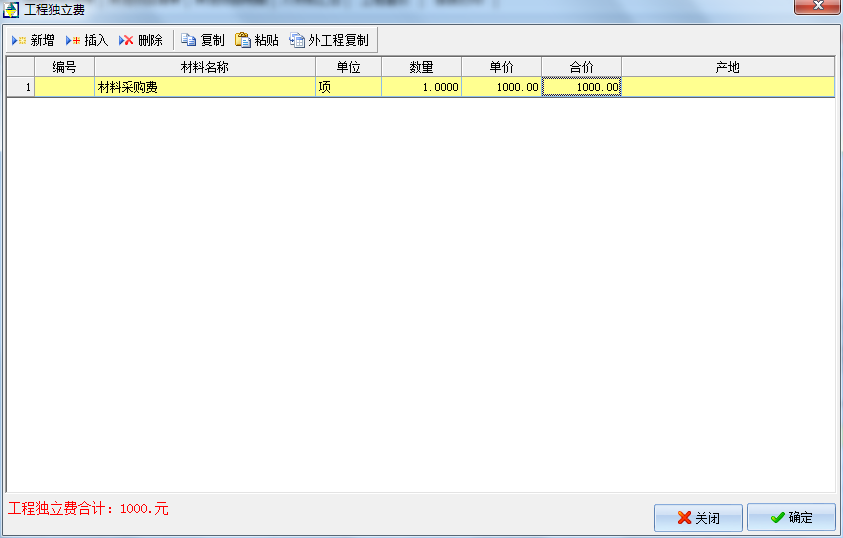 工程独立费
新增 插入 删除 复制 粘贴 外工程复制
编号 材料名称 单位 数量 单价 合价 产地
1 材料采购费 项 1.0000 1000.00 1000.00
工程独立费合计：1000.元
关闭 确定